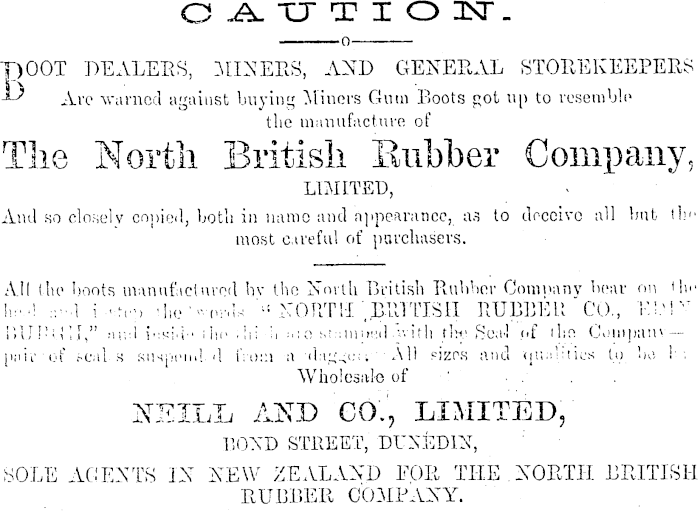 CAUTION.
BOOT DEALERS, MINERS, AND GENERAL STOREKEEPERS
Are warned against buying Miners Gum Boots got up to resemble
the manufacture of
The North British Rubber Company,
LIMITED,
And so closely copied, both in name and appearance, as to deceive all but the
most careful of purchasers.
All the boots manufactured by the North British Rubber Company bear on the
heel and instep the words "NORTH BRITISH RUBBER CO., EDIN
BURGH," and inside the are stamped with the Seal of the Company—
pair of seals suspended from a dagger. All sizes and qualities to be
Wholesale of
NEILL AND CO., LIMITED,
BOND STREET, DUNEDIN,
SOLE AGENTS IN NEW ZEALAND FOR THE NORTH BRITISH
RUBBER COMPANY.